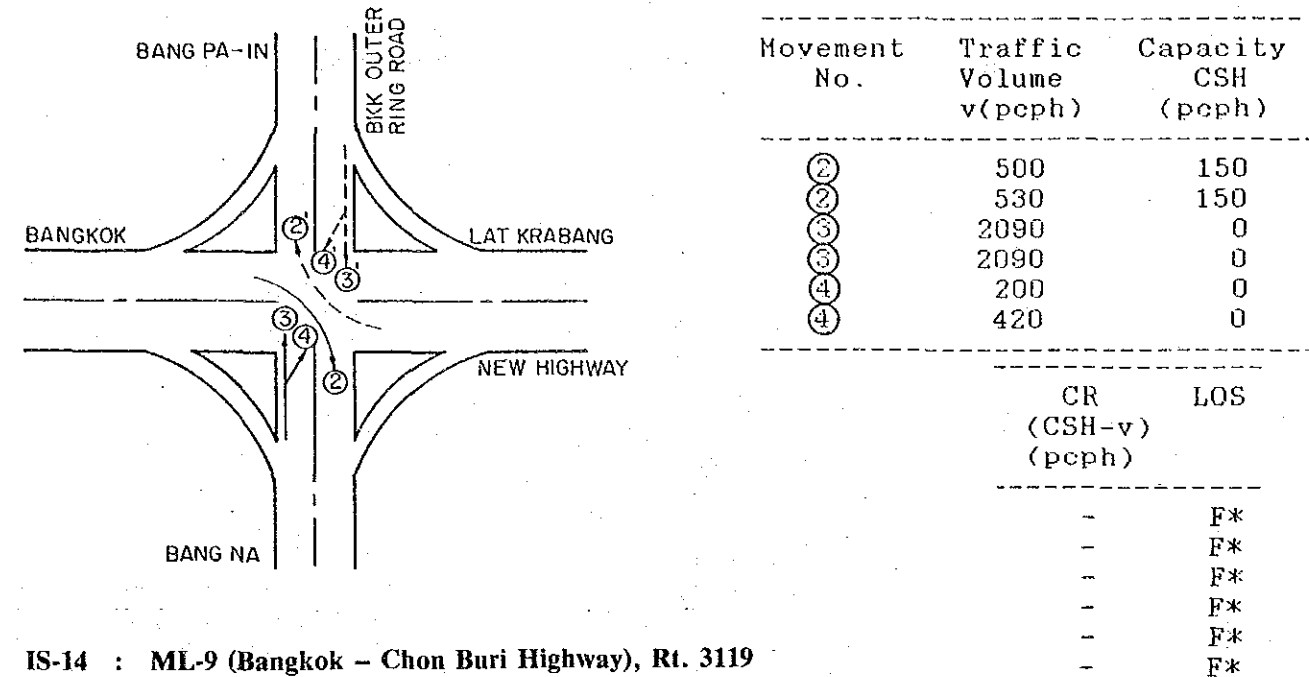 BANG PA-IN
BKK OUTER
RING ROAD
BANGKOK
LAT KRABANG
②'
④'
③'
③
④
②
NEW HIGHWAY
BANG NA
Movement Traffic Capacity
No. Volume CSH
v(pcph) (pcph)
② 500 150
② 530 150
③ 2090 0
③ 2090 0
④ 200 0
④ 420 0
CR LOS
(CSH-v)
(pcph)
- F*
- F*
- F*
- F*
- F*
- F*
IS-14 : ML-9 (Bangkok – Chon Buri Highway), Rt. 3119